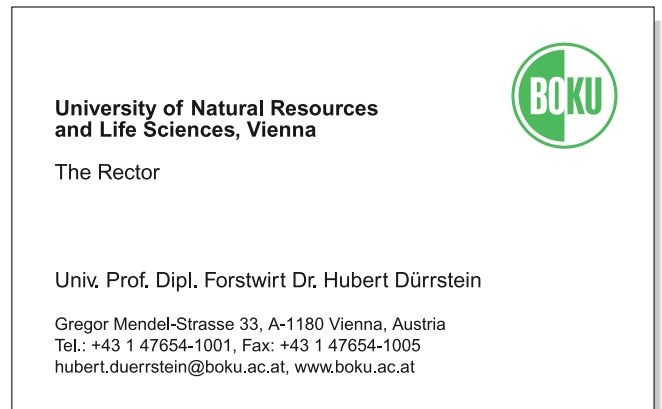 BOKU
University of Natural Resources
and Life Sciences, Vienna
The Rector
Univ. Prof. Dipl. Forstwirt Dr. Hubert Dürrstein
Gregor Mendel-Strasse 33, A-1180 Vienna, Austria
Tel.: +43 1 47654-1001, Fax: +43 1 47654-1005
hubert.duerrstein@boku.ac.at, www.boku.ac.at